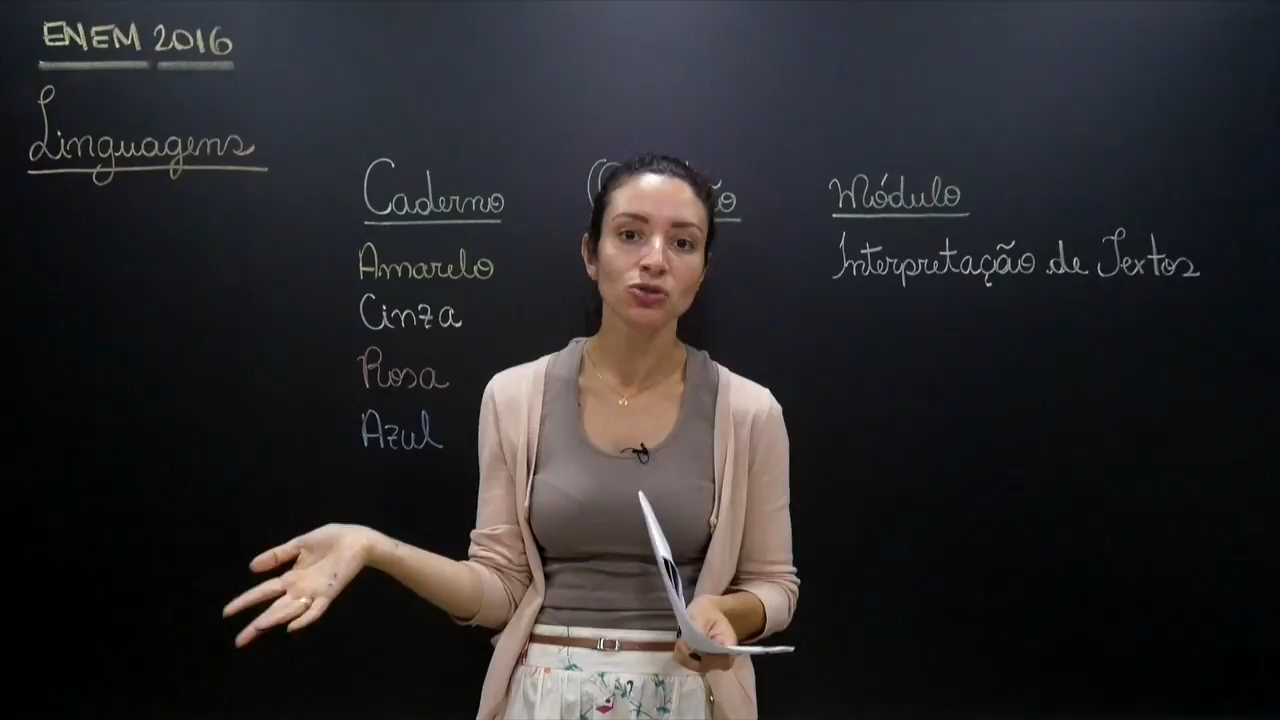 ENEM 2016
Linguagens
Caderno
Módulo
Amarelo
Interpretação de Textos
Cinza
Rosa
Azul